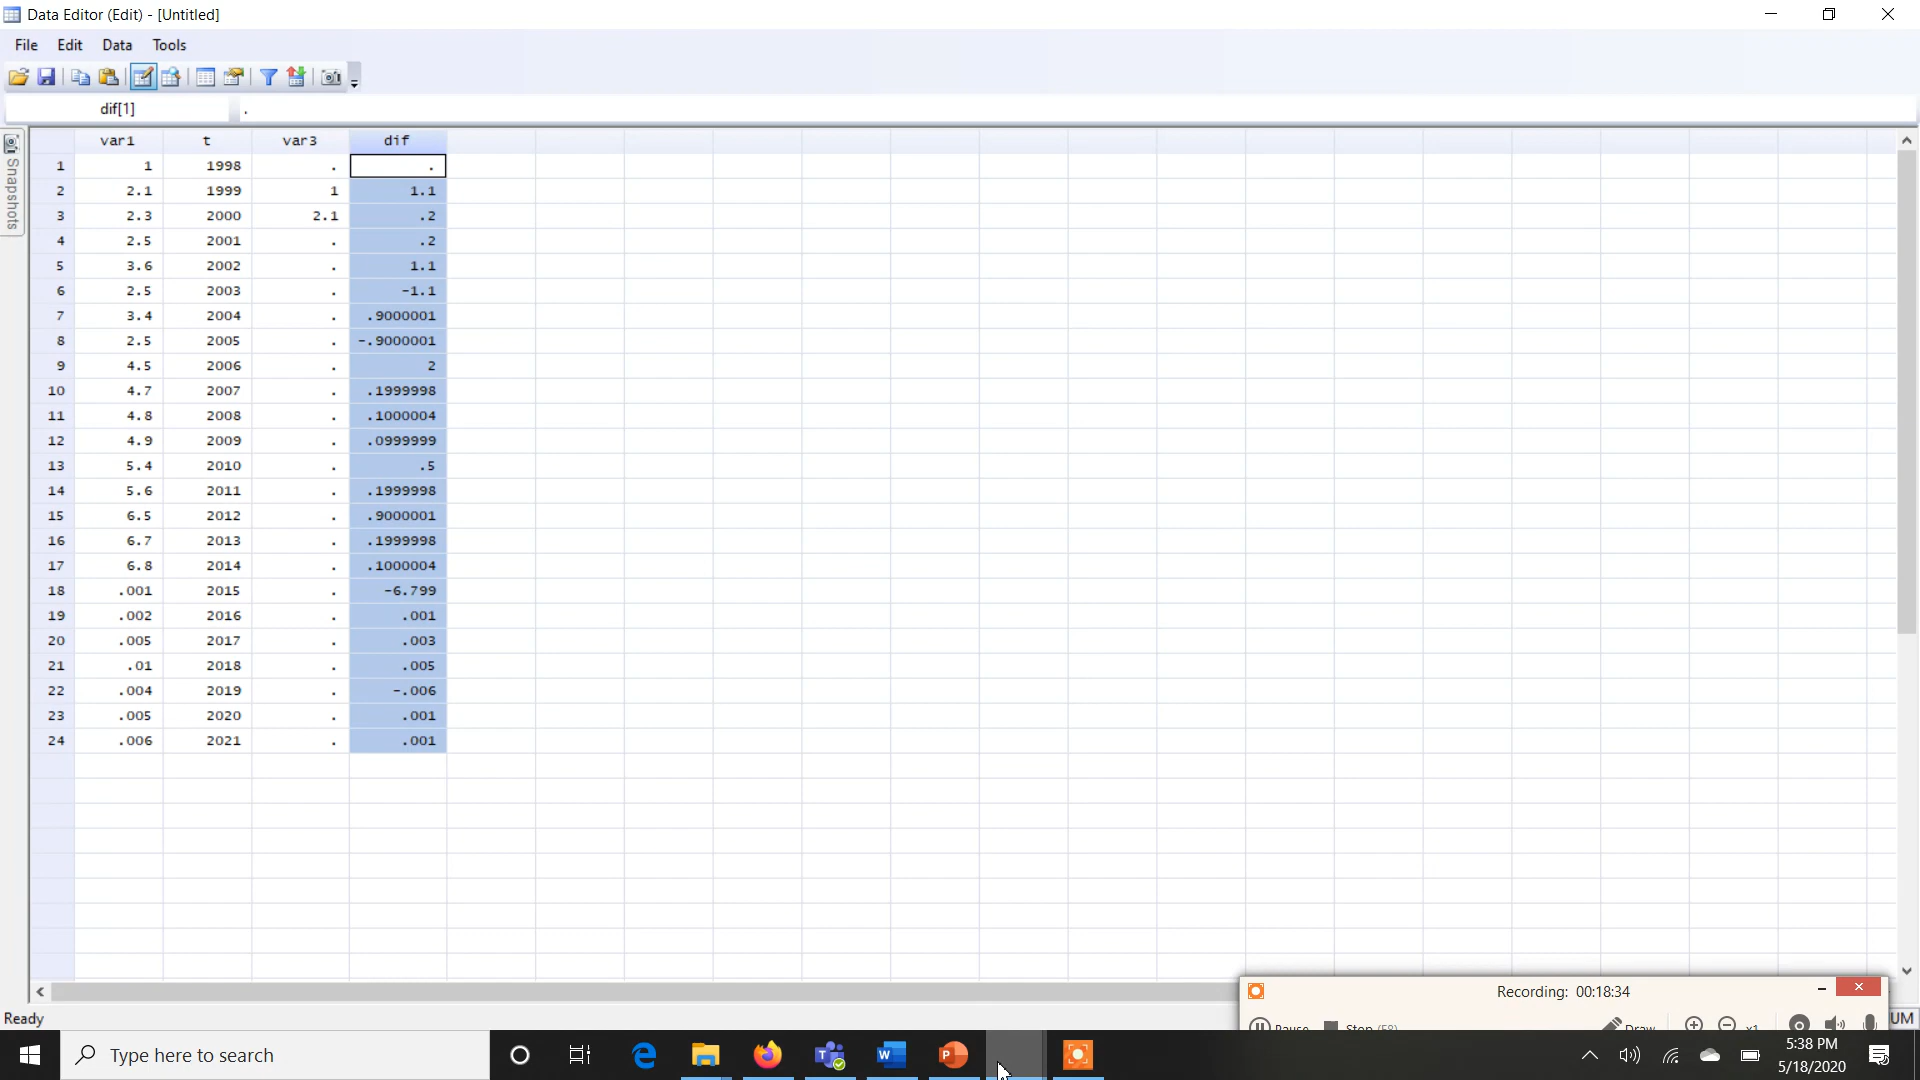 Data Editor (Edit) - [Untitled]
File Edit Data Tools
dif[1] .
Snapshots
var1 t var3 dif
1 1 1998 . .
2 2.1 1999 1 1.1
3 2.3 2000 2.1 .2
4 2.5 2001 . .2
5 3.6 2002 . 1.1
6 2.5 2003 . -1.1
7 3.4 2004 . .9000001
8 2.5 2005 . -.9000001
9 4.5 2006 . 2
10 4.7 2007 . .1999998
11 4.8 2008 . .1000004
12 4.9 2009 . .0999999
13 5.4 2010 . .5
14 5.6 2011 . .1999998
15 6.5 2012 . .9000001
16 6.7 2013 . .1999998
17 6.8 2014 . .1000004
18 .001 2015 . -6.799
19 .002 2016 . .001
20 .005 2017 . .003
21 .01 2018 . .005
22 .004 2019 . -.006
23 .005 2020 . .001
24 .006 2021 . .001
Recording: 00:18:34
Pause Stop (F8) Draw x1
Ready UM
Type here to search
5:38 PM
5/18/2020